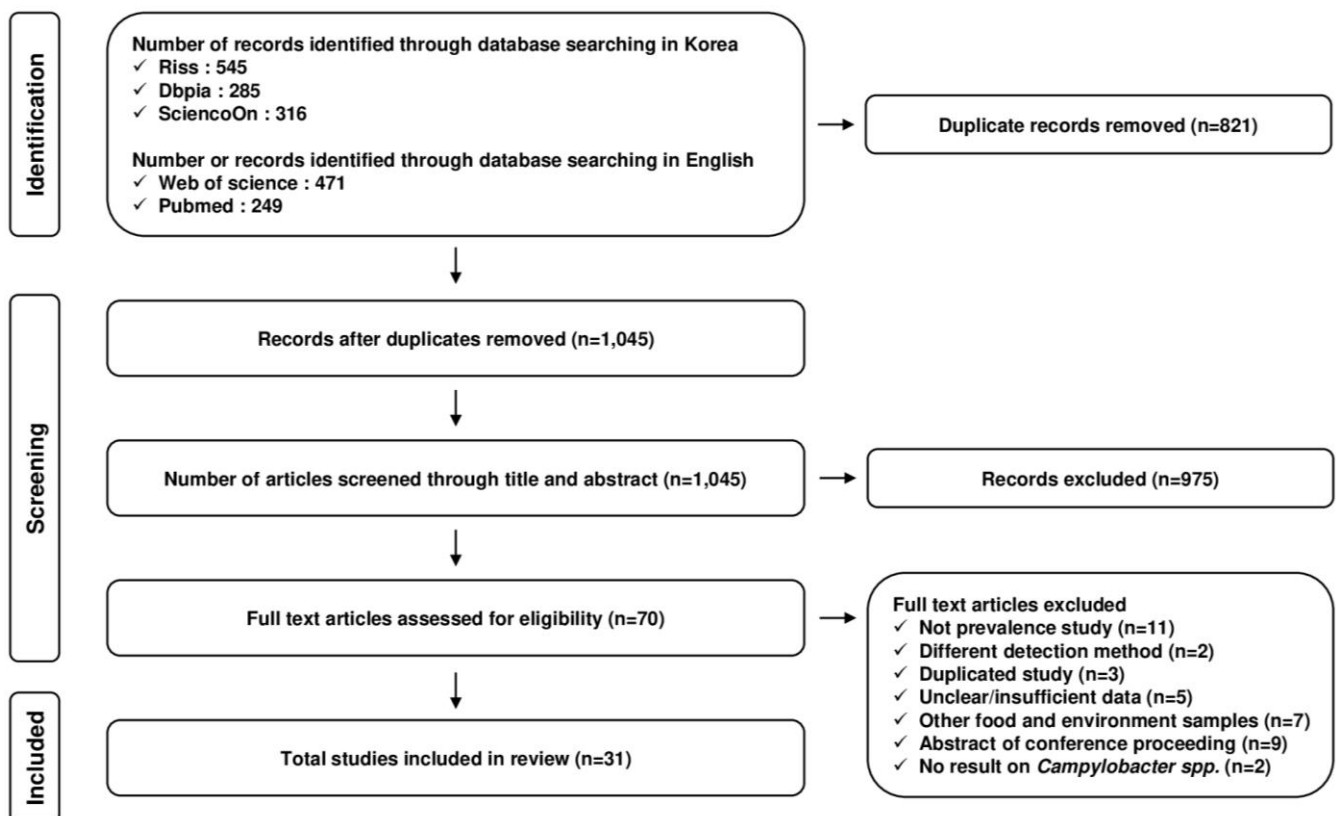 Identification
Number of records identified through database searching in Korea
✓ Riss : 545
✓ Dbpia : 285
✓ SciencoOn : 316
Number or records identified through database searching in English
✓ Web of science : 471
✓ Pubmed : 249
Duplicate records removed (n=821)
Screening
Records after duplicates removed (n=1,045)
Number of articles screened through title and abstract (n=1,045)
Records excluded (n=975)
Full text articles assessed for eligibility (n=70)
Full text articles excluded
✓ Not prevalence study (n=11)
✓ Different detection method (n=2)
✓ Duplicated study (n=3)
✓ Unclear/insufficient data (n=5)
✓ Other food and environment samples (n=7)
✓ Abstract of conference proceeding (n=9)
✓ No result on Campylobacter spp. (n=2)
Included
Total studies included in review (n=31)